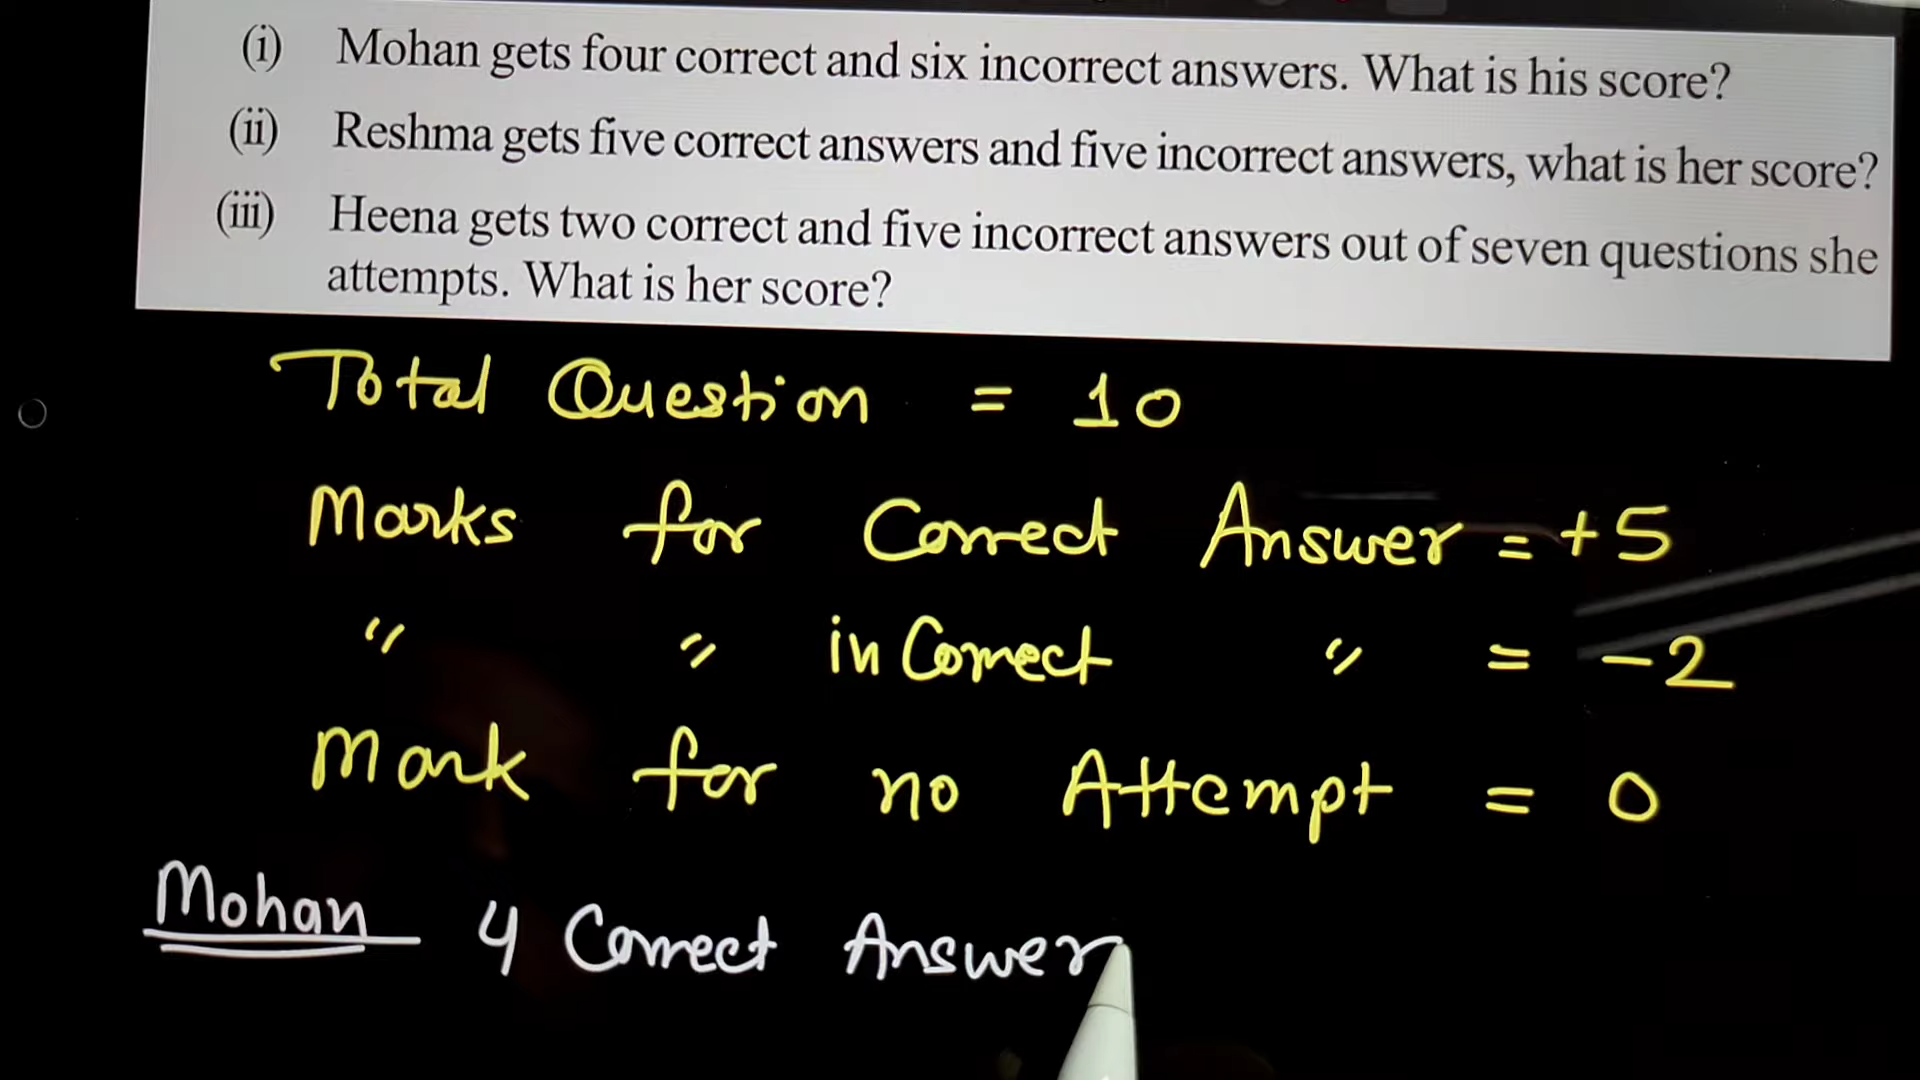 (i) Mohan gets four correct and six incorrect answers. What is his score?
(ii) Reshma gets five correct answers and five incorrect answers, what is her score?
(iii) Heena gets two correct and five incorrect answers out of seven questions she
attempts. What is her score?
Total Question = 10
Marks for Correct Answer = +5
" " in Correct " = -2
Mark for no Attempt = 0
Mohan 4 Correct Answer